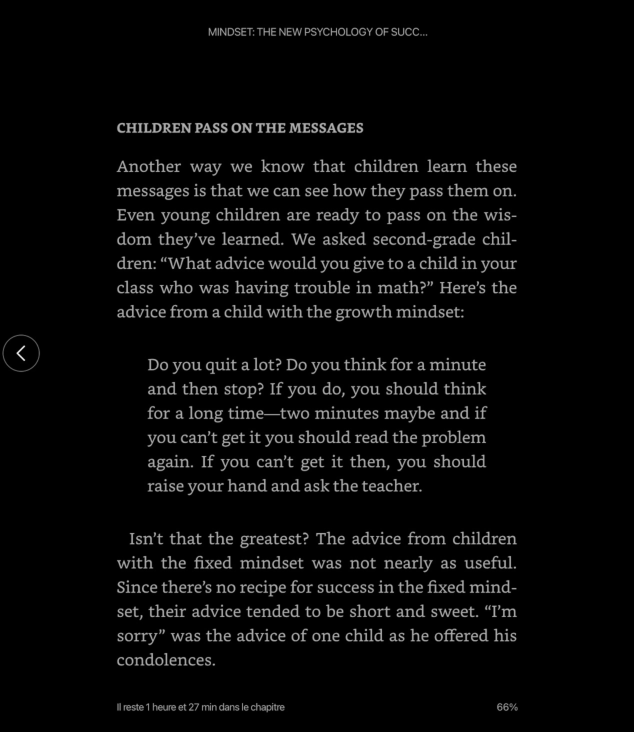 MINDSET: THE NEW PSYCHOLOGY OF SUCC...
CHILDREN PASS ON THE MESSAGES
Another way we know that children learn these
messages is that we can see how they pass them on.
Even young children are ready to pass on the wis-
dom they’ve learned. We asked second-grade chil-
dren: “What advice would you give to a child in your
class who was having trouble in math?” Here’s the
advice from a child with the growth mindset:
Do you quit a lot? Do you think for a minute
and then stop? If you do, you should think
for a long time—two minutes maybe and if
you can’t get it you should read the problem
again. If you can’t get it then, you should
raise your hand and ask the teacher.
Isn’t that the greatest? The advice from children
with the fixed mindset was not nearly as useful.
Since there’s no recipe for success in the fixed mind-
set, their advice tended to be short and sweet. “I’m
sorry” was the advice of one child as he offered his
condolences.
Il reste 1 heure et 27 min dans le chapitre
66%